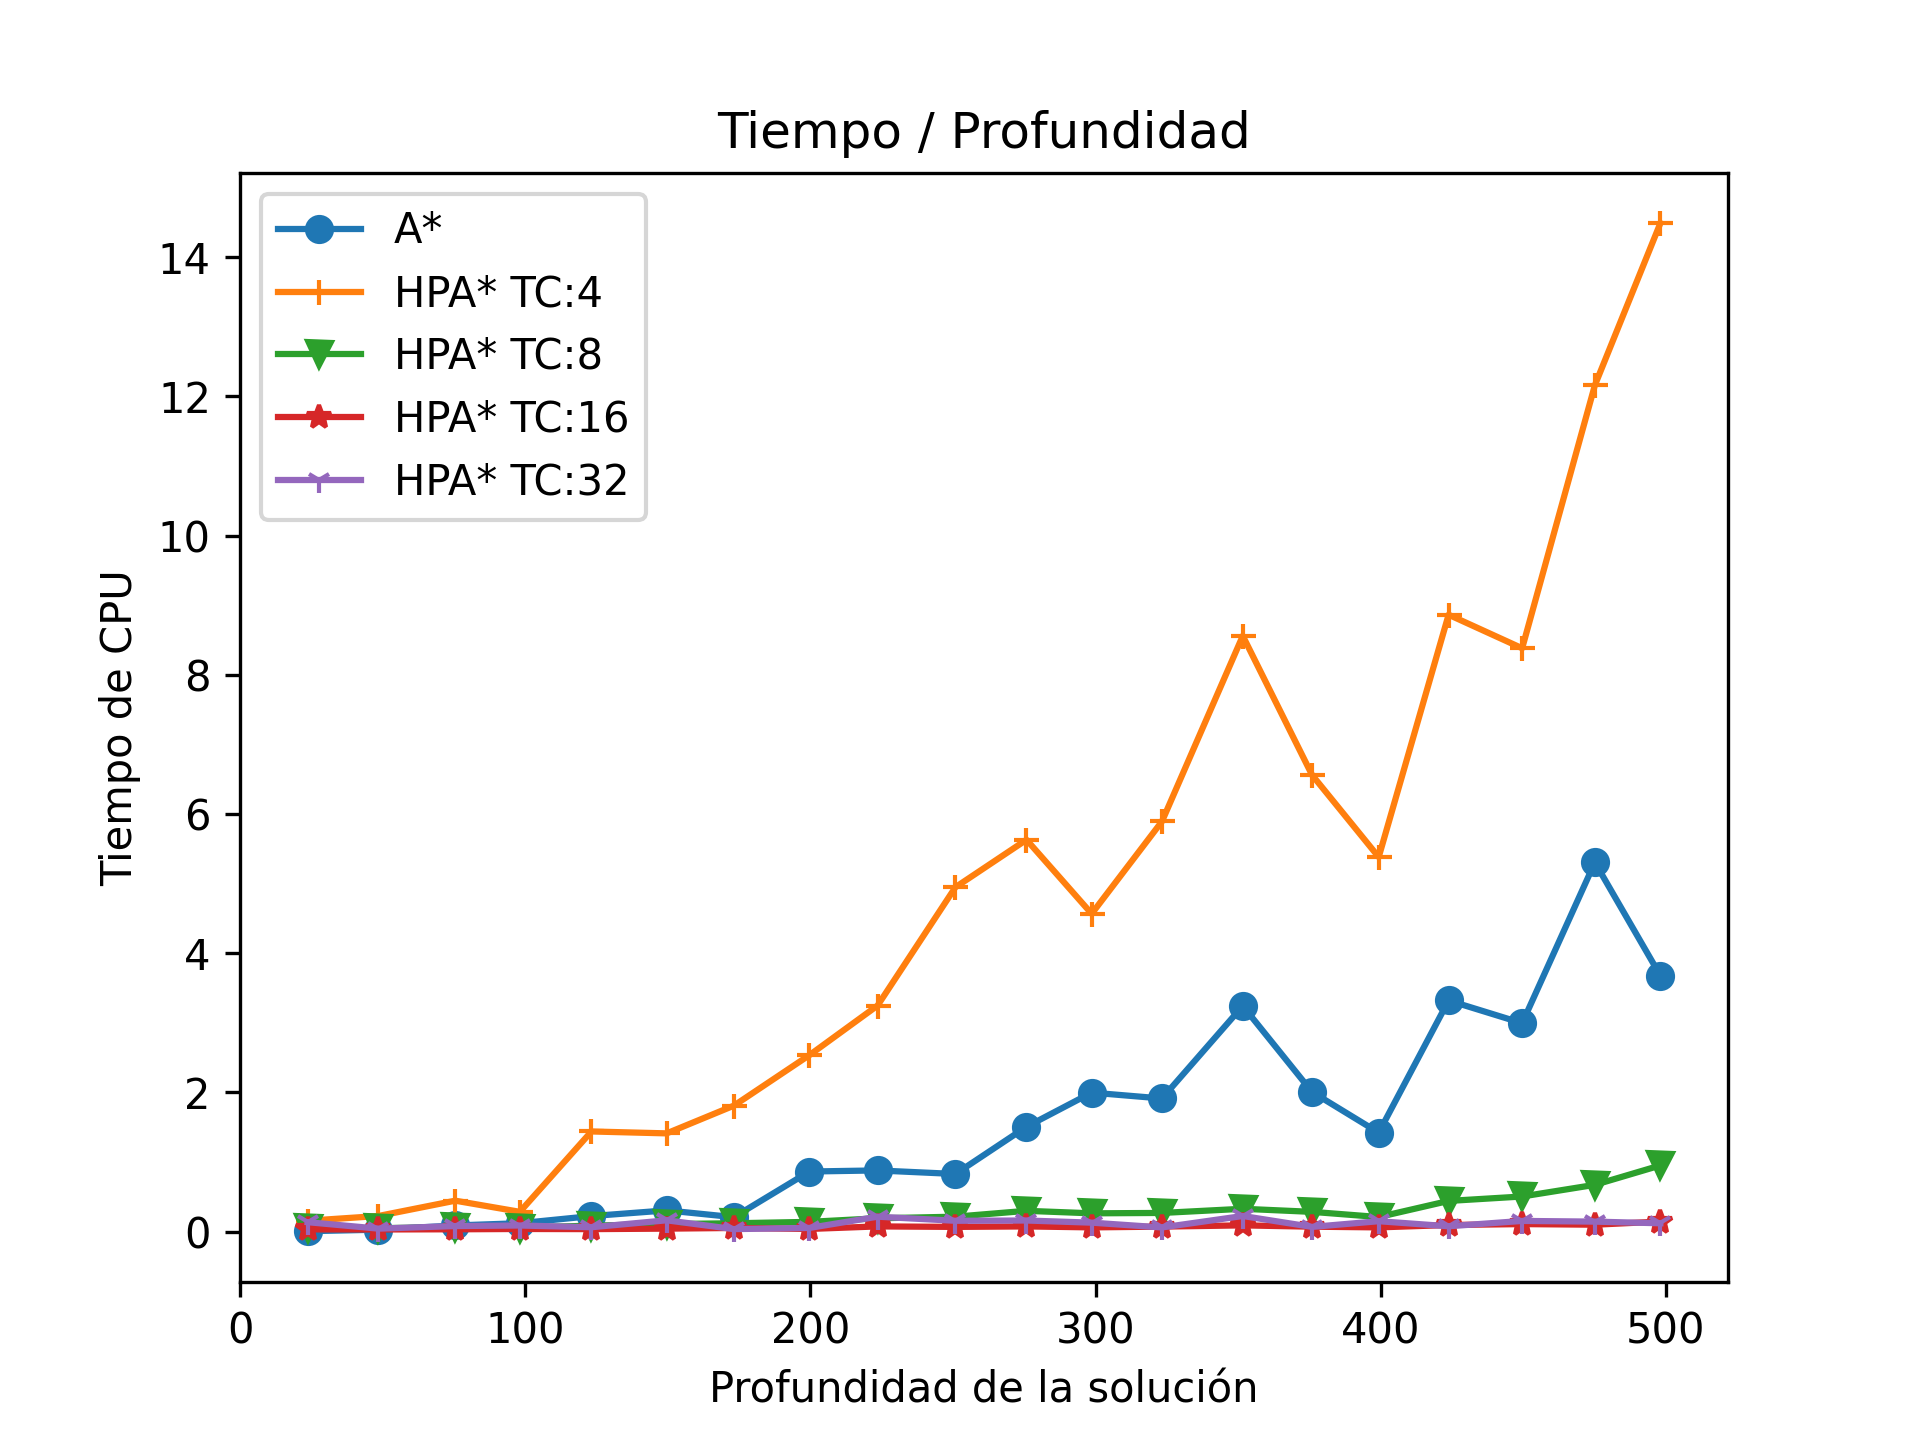 Tiempo / Profundidad
A*
HPA* TC:4
HPA* TC:8
HPA* TC:16
HPA* TC:32
14
12
10
8
6
4
2
0
Tiempo de CPU
0 100 200 300 400 500
Profundidad de la solución